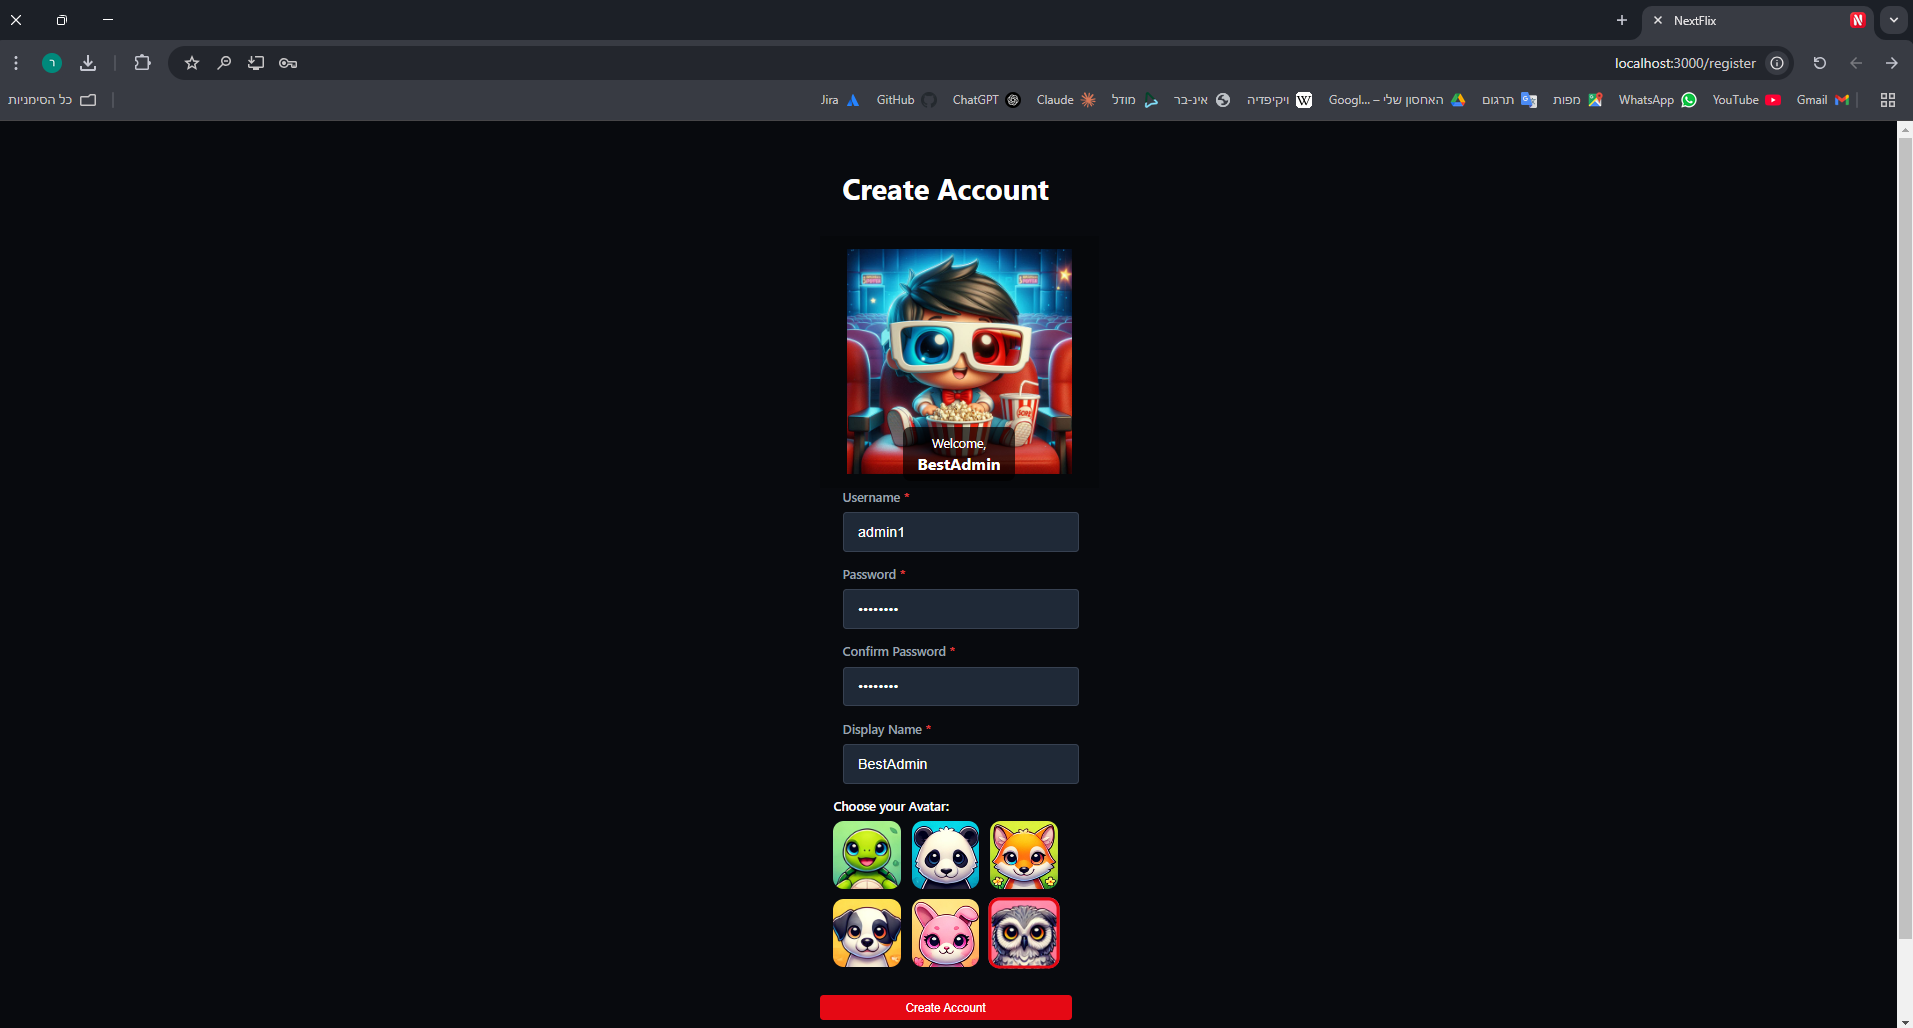 NextFlix
localhost:3000/register
כל הסימניות
Jira
GitHub
ChatGPT
Claude
מודל
אינ-בר
ויקיפדיה
האחסון שלי – Googl...
תרגום
מפות
WhatsApp
YouTube
Gmail
Create Account
Welcome,
BestAdmin
Username *
admin1
Password *
••••••••
Confirm Password *
••••••••
Display Name *
BestAdmin
Choose your Avatar:
Create Account